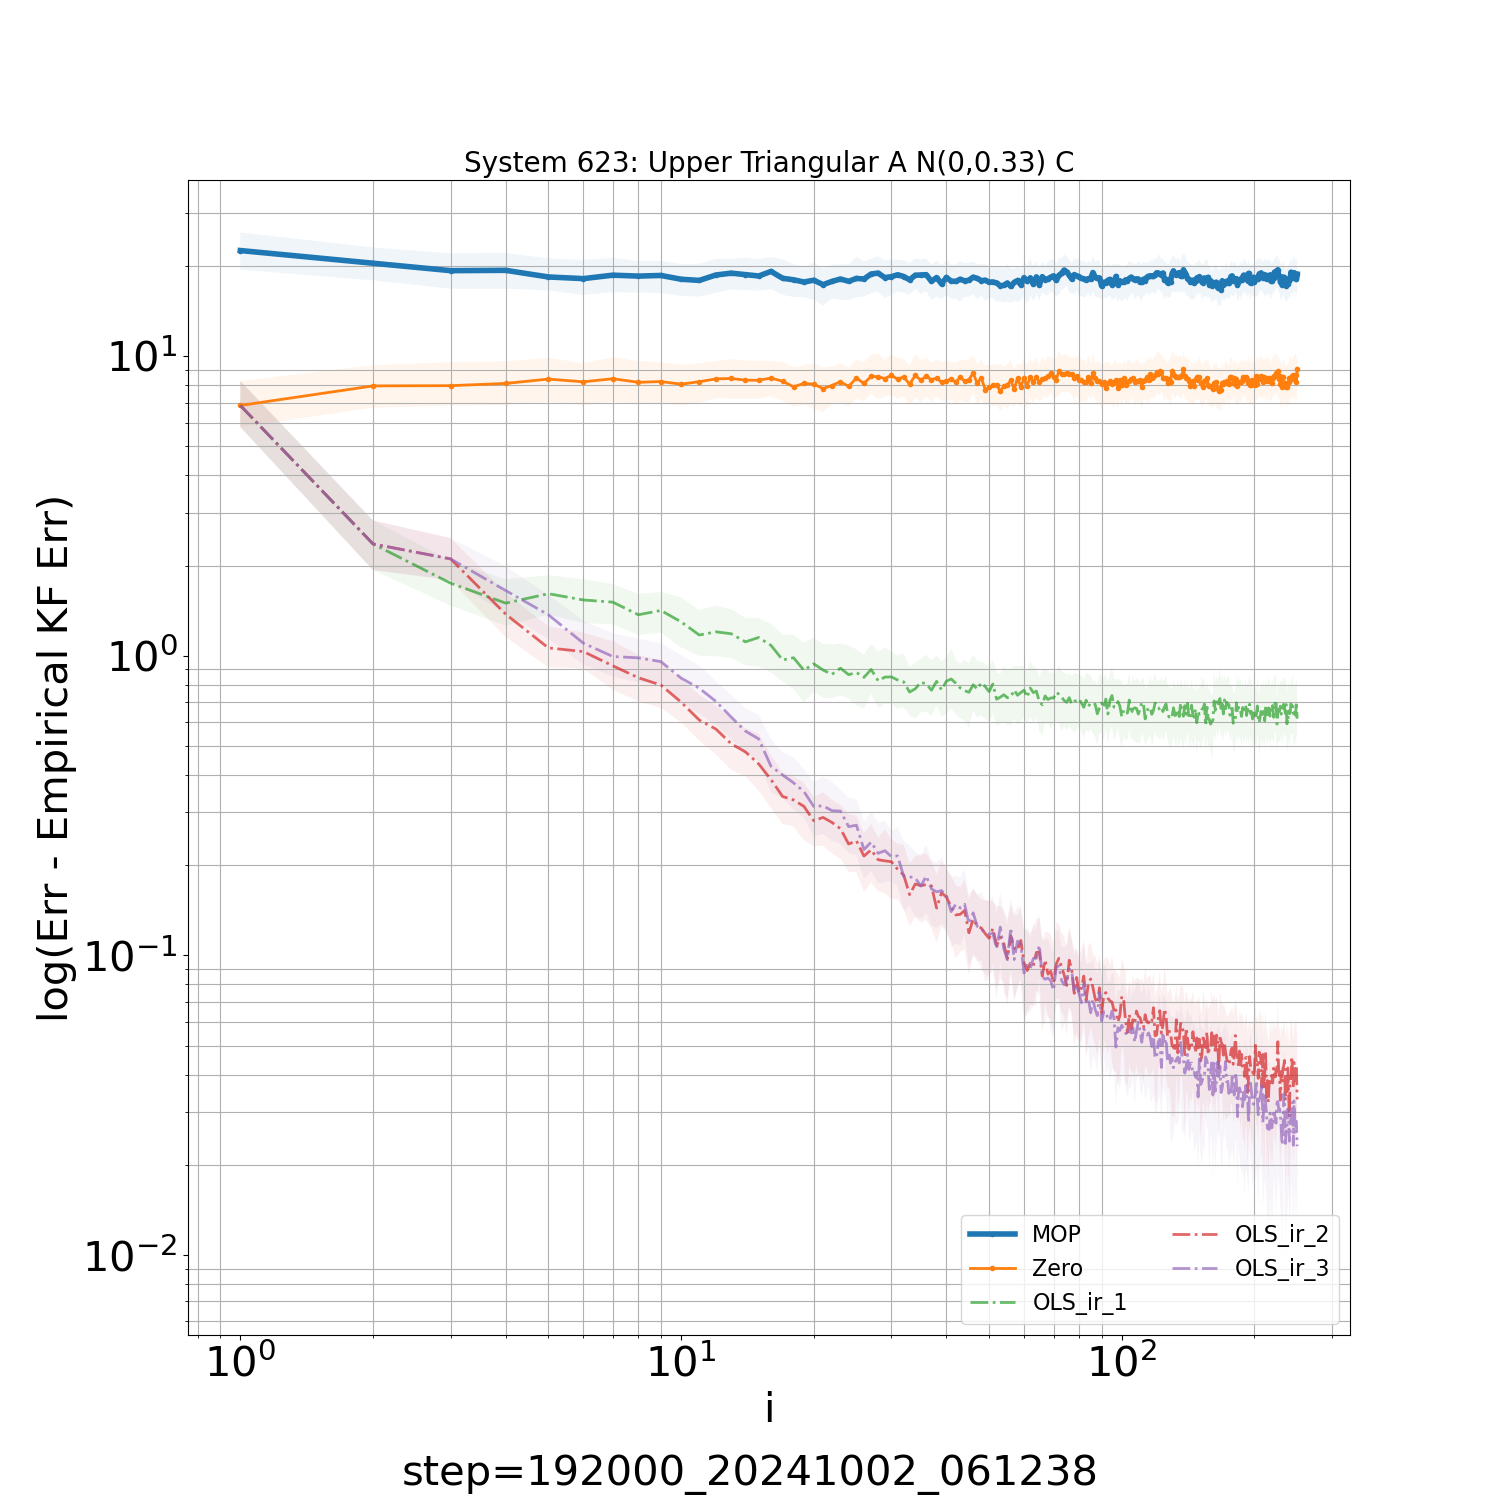 System 623: Upper Triangular A N(0,0.33) C
log(Err - Empirical KF Err)
10¹
10⁰
10⁻¹
10⁻²
10⁰
10¹
10²
i
MOP
Zero
OLS_ir_1
OLS_ir_2
OLS_ir_3
step=192000_20241002_061238